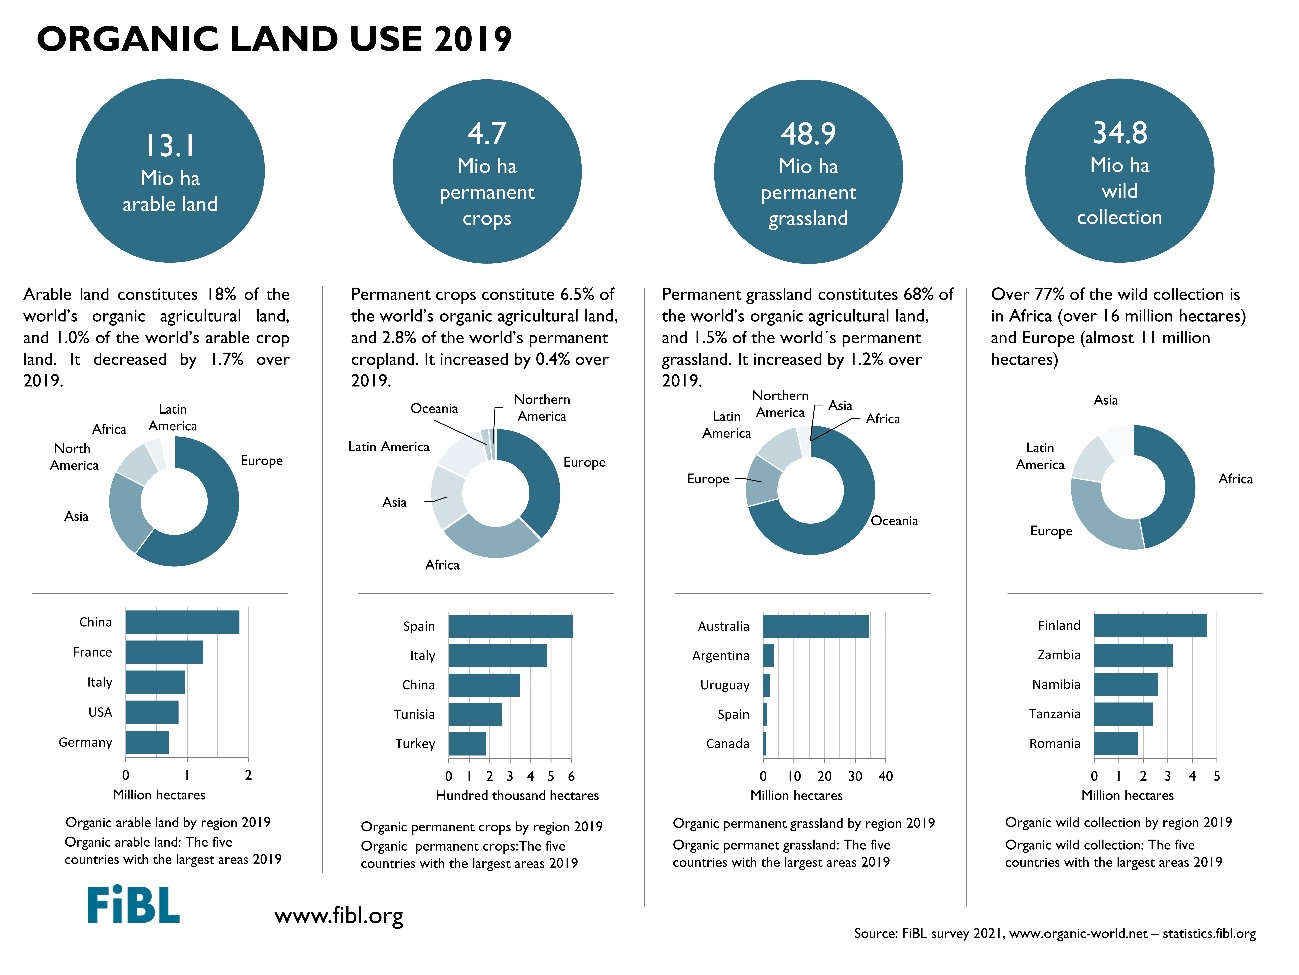 ORGANIC LAND USE 2019
13.1
Mio ha
arable land
4.7
Mio ha
permanent
crops
48.9
Mio ha
permanent
grassland
34.8
Mio ha
wild
collection
Arable land constitutes 18% of the
world's organic agricultural land,
and 1.0% of the world's arable crop
land. It decreased by 1.7% over
2019.
Latin
America
Africa
North
America
Europe
Asia
China
France
Italy
USA
Germany
0 1 2
Million hectares
Organic arable land by region 2019
Organic arable land: The five
countries with the largest areas 2019
Permanent crops constitute 6.5% of
the world's organic agricultural land,
and 2.8% of the world's permanent
cropland. It increased by 0.4% over
2019.
Northern
America
Oceania
Latin America
Europe
Asia
Africa
Spain
Italy
China
Tunisia
Turkey
0 1 2 3 4 5 6
Hundred thousand hectares
Organic permanent crops by region 2019
Organic permanent crops:The five
countries with the largest areas 2019
Permanent grassland constitutes 68% of
the world's organic agricultural land,
and 1.5% of the world´s permanent
grassland. It increased by 1.2% over
2019.
Northern
America
Asia
Africa
Latin
America
Europe
Oceania
Australia
Argentina
Uruguay
Spain
Canada
0 10 20 30 40
Million hectares
Organic permanent grassland by region 2019
Organic permanet grassland: The five
countries with the largest areas 2019
Over 77% of the wild collection is
in Africa (over 16 million hectares)
and Europe (almost 11 million
hectares)
Asia
Latin
America
Africa
Europe
Finland
Zambia
Namibia
Tanzania
Romania
0 1 2 3 4 5
Million hectares
Organic wild collection by region 2019
Organic wild collection: The five
countries with the largest areas 2019
FiBL
www.fibl.org
Source: FiBL survey 2021, www.organic-world.net – statistics.fibl.org